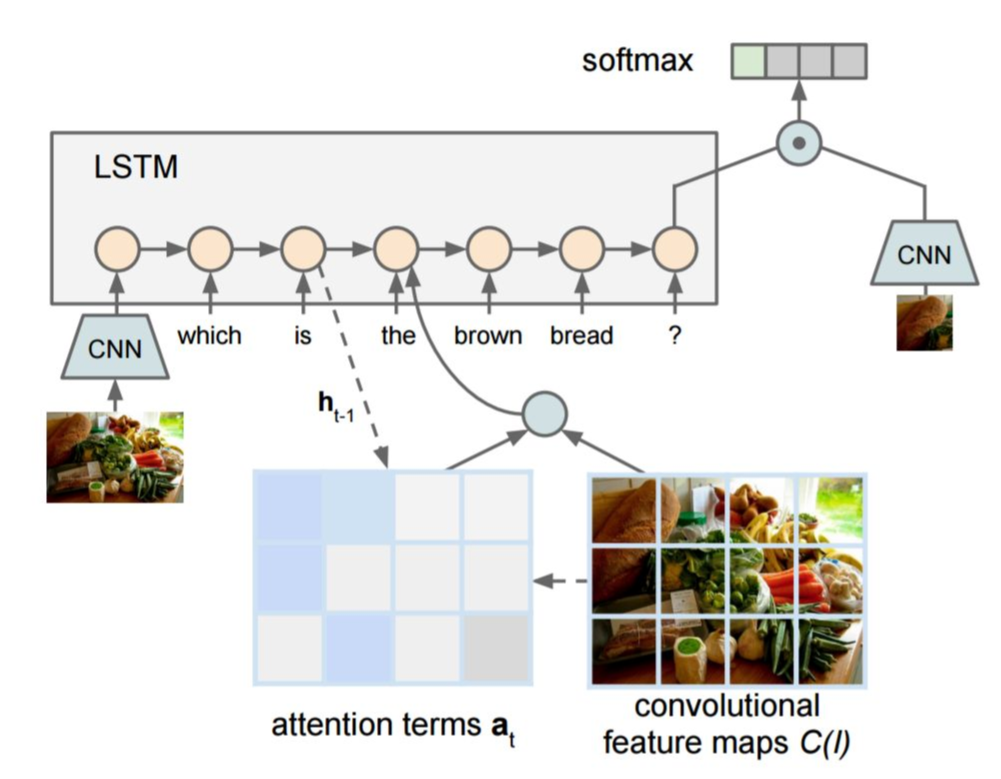 softmax
LSTM
CNN
which is the brown bread ?
CNN
h t-1
attention terms a t
convolutional
feature maps C(I)